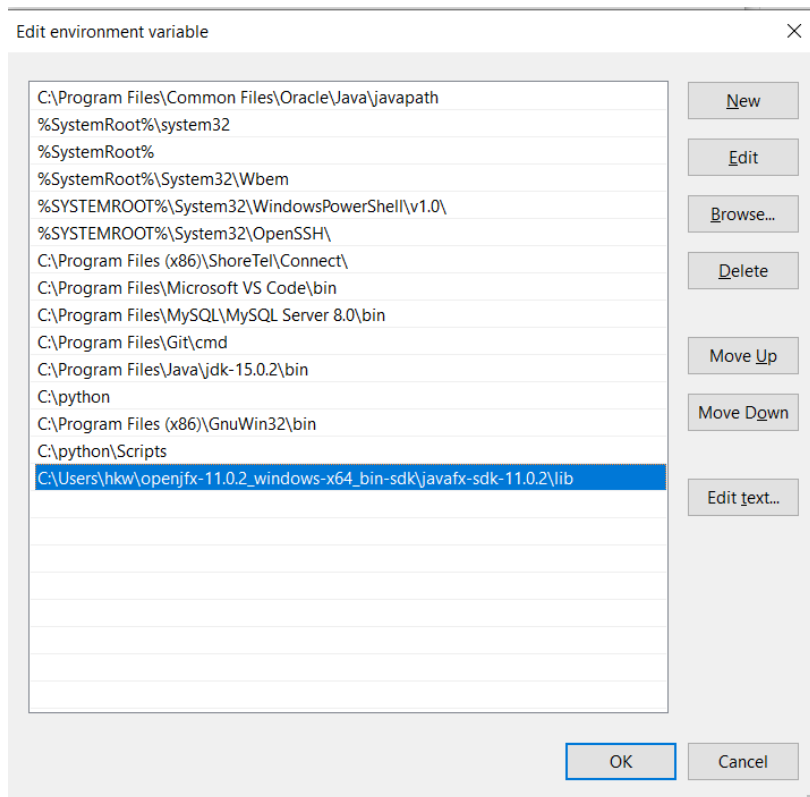 Edit environment variable
C:\Program Files\Common Files\Oracle\Java\javapath
%SystemRoot%\system32
%SystemRoot%
%SystemRoot%\System32\Wbem
%SYSTEMROOT%\System32\WindowsPowerShell\v1.0\
%SYSTEMROOT%\System32\OpenSSH\
C:\Program Files (x86)\ShoreTel\Connect\
C:\Program Files\Microsoft VS Code\bin
C:\Program Files\MySQL\MySQL Server 8.0\bin
C:\Program Files\Git\cmd
C:\Program Files\Java\jdk-15.0.2\bin
C:\python
C:\Program Files (x86)\GnuWin32\bin
C:\python\Scripts
C:\Users\hkw\openjfx-11.0.2_windows-x64_bin-sdk\javafx-sdk-11.0.2\lib
New
Edit
Browse...
Delete
Move Up
Move Down
Edit text...
OK
Cancel